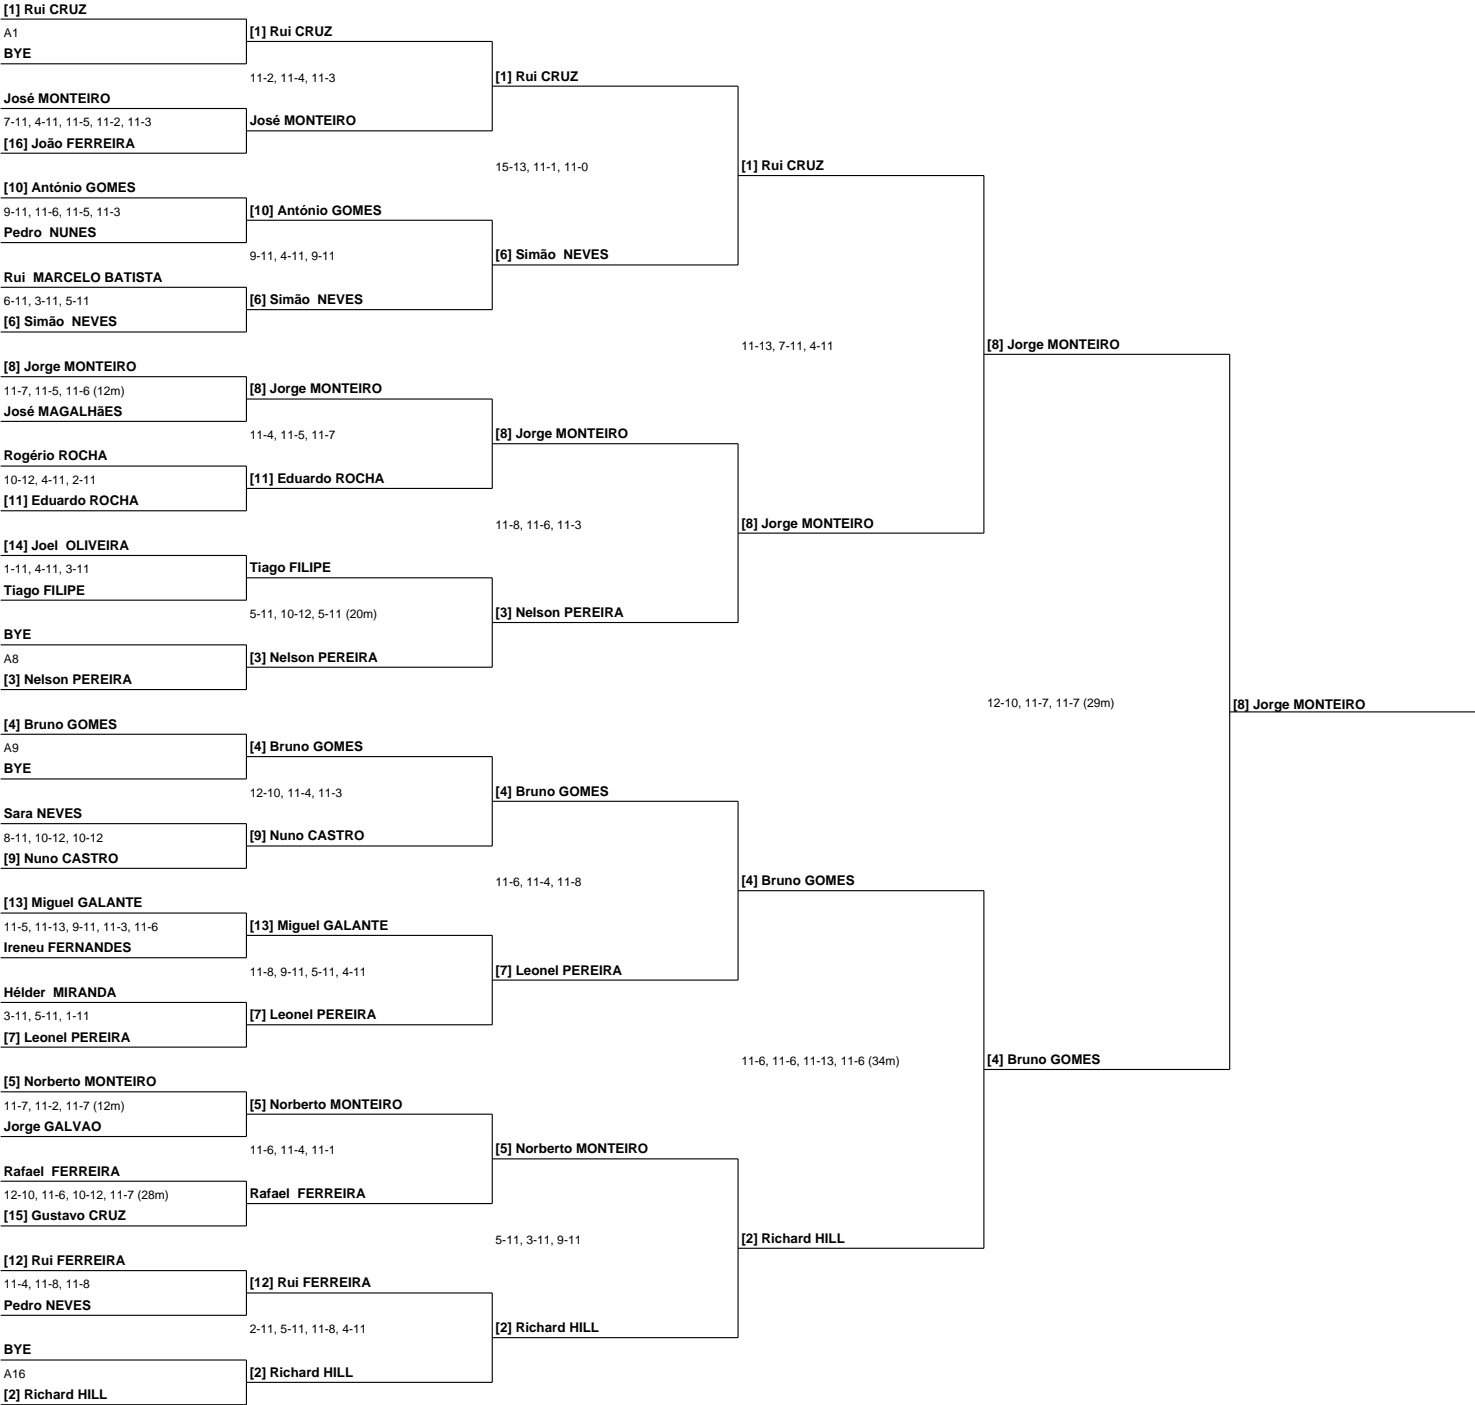 [1] Rui CRUZ
A1
[1] Rui CRUZ
BYE
11-2, 11-4, 11-3
[1] Rui CRUZ
José MONTEIRO
7-11, 4-11, 11-5, 11-2, 11-3
José MONTEIRO
[16] João FERREIRA
15-13, 11-1, 11-0
[1] Rui CRUZ
[10] António GOMES
9-11, 11-6, 11-5, 11-3
[10] António GOMES
Pedro NUNES
9-11, 4-11, 9-11
[6] Simão NEVES
Rui MARCELO BATISTA
6-11, 3-11, 5-11
[6] Simão NEVES
[6] Simão NEVES
11-13, 7-11, 4-11
[8] Jorge MONTEIRO
[8] Jorge MONTEIRO
11-7, 11-5, 11-6 (12m)
[8] Jorge MONTEIRO
José MAGALHãES
11-4, 11-5, 11-7
[8] Jorge MONTEIRO
Rogério ROCHA
10-12, 4-11, 2-11
[11] Eduardo ROCHA
[11] Eduardo ROCHA
11-8, 11-6, 11-3
[8] Jorge MONTEIRO
[14] Joel OLIVEIRA
1-11, 4-11, 3-11
Tiago FILIPE
Tiago FILIPE
5-11, 10-12, 5-11 (20m)
[3] Nelson PEREIRA
BYE
A8
[3] Nelson PEREIRA
[3] Nelson PEREIRA
12-10, 11-7, 11-7 (29m)
[8] Jorge MONTEIRO
[4] Bruno GOMES
A9
[4] Bruno GOMES
BYE
12-10, 11-4, 11-3
[4] Bruno GOMES
Sara NEVES
8-11, 10-12, 10-12
[9] Nuno CASTRO
[9] Nuno CASTRO
11-6, 11-4, 11-8
[4] Bruno GOMES
[13] Miguel GALANTE
11-5, 11-13, 9-11, 11-3, 11-6
[13] Miguel GALANTE
Ireneu FERNANDES
11-8, 9-11, 5-11, 4-11
[7] Leonel PEREIRA
Hélder MIRANDA
3-11, 5-11, 1-11
[7] Leonel PEREIRA
[7] Leonel PEREIRA
11-6, 11-6, 11-13, 11-6 (34m)
[4] Bruno GOMES
[5] Norberto MONTEIRO
11-7, 11-2, 11-7 (12m)
[5] Norberto MONTEIRO
Jorge GALVAO
11-6, 11-4, 11-1
[5] Norberto MONTEIRO
Rafael FERREIRA
12-10, 11-6, 10-12, 11-7 (28m)
Rafael FERREIRA
[15] Gustavo CRUZ
5-11, 3-11, 9-11
[2] Richard HILL
[12] Rui FERREIRA
11-4, 11-8, 11-8
[12] Rui FERREIRA
Pedro NEVES
2-11, 5-11, 11-8, 4-11
[2] Richard HILL
BYE
A16
[2] Richard HILL
[2] Richard HILL